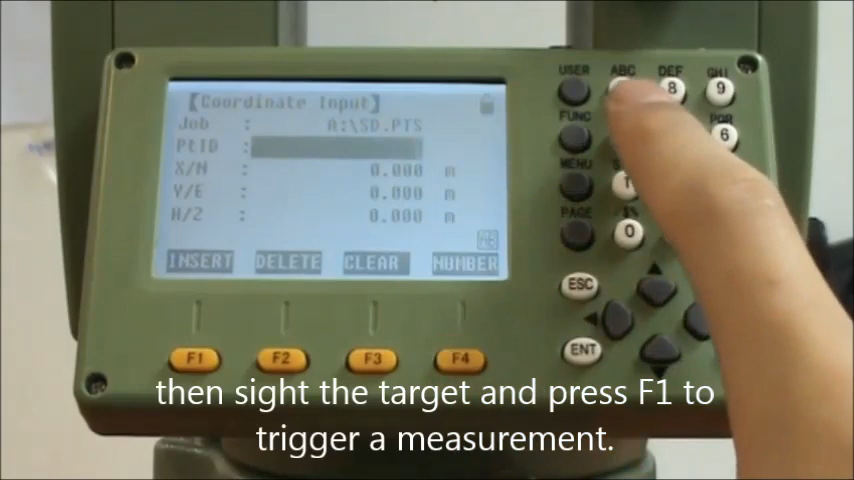 【Coordinate Input】
Job : A:\SD.PTS
PtID :
X/N : 0.000 m
Y/E : 0.000 m
H/Z : 0.000 m
AB
INSERT DELETE CLEAR NUMBER
USER ABC DEF GHI
8 9
FUNC PQR
6
MENU
1
PAGE
0
ESC
ENT
F1 F2 F3 F4
then sight the target and press F1 to
trigger a measurement.